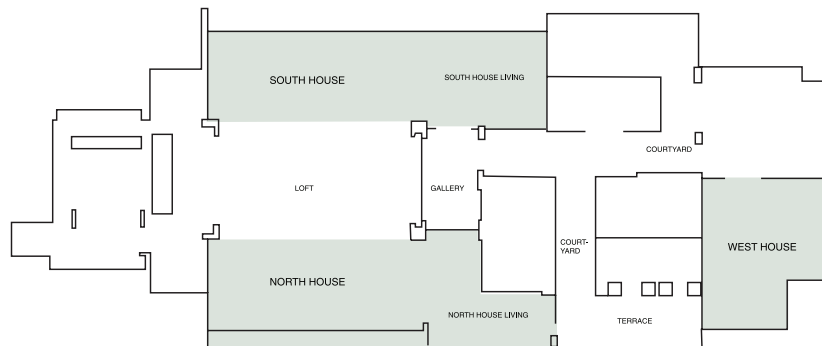 SOUTH HOUSE
SOUTH HOUSE LIVING
COURTYARD
LOFT
GALLERY
COURT-
YARD
WEST HOUSE
NORTH HOUSE
NORTH HOUSE LIVING
TERRACE